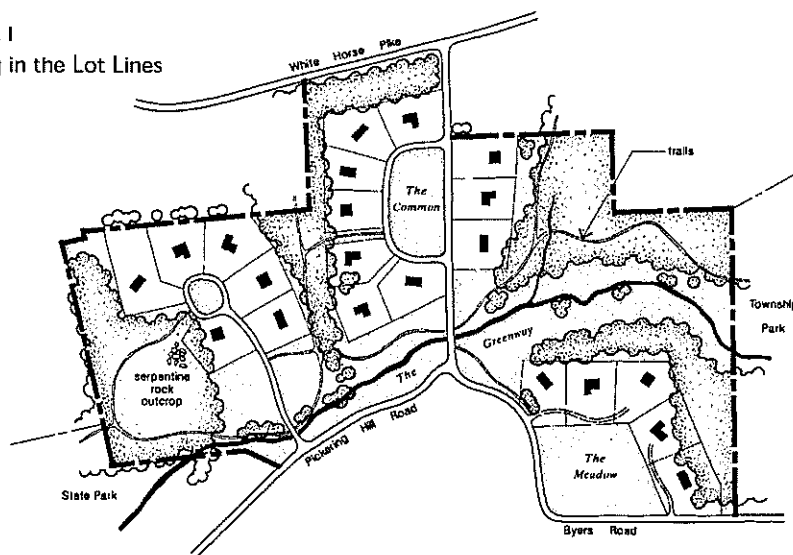 I
in the Lot Lines
White Horse Pike
The
Common
trails
Township
Park
Greenway
The
serpentine
rock
outcrop
Pickering Hill Road
The
Meadow
State Park
Byers Road